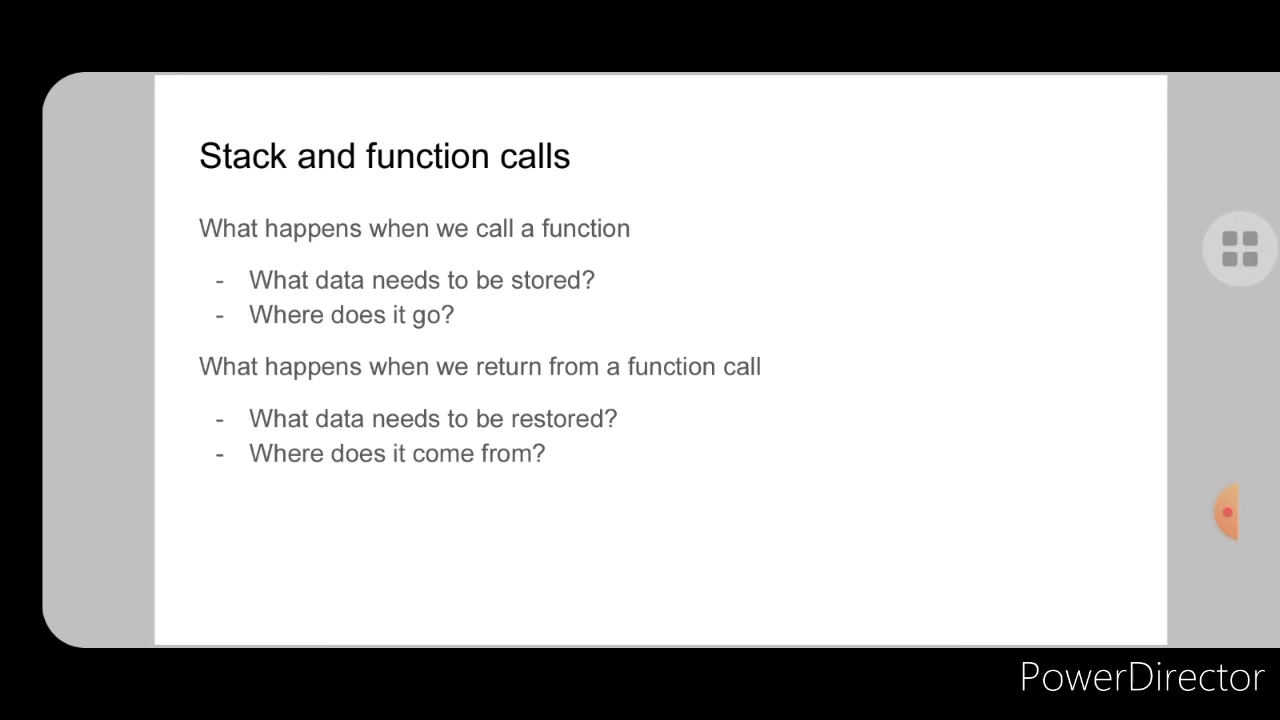 Stack and function calls
What happens when we call a function
- What data needs to be stored?
- Where does it go?
What happens when we return from a function call
- What data needs to be restored?
- Where does it come from?
PowerDirector